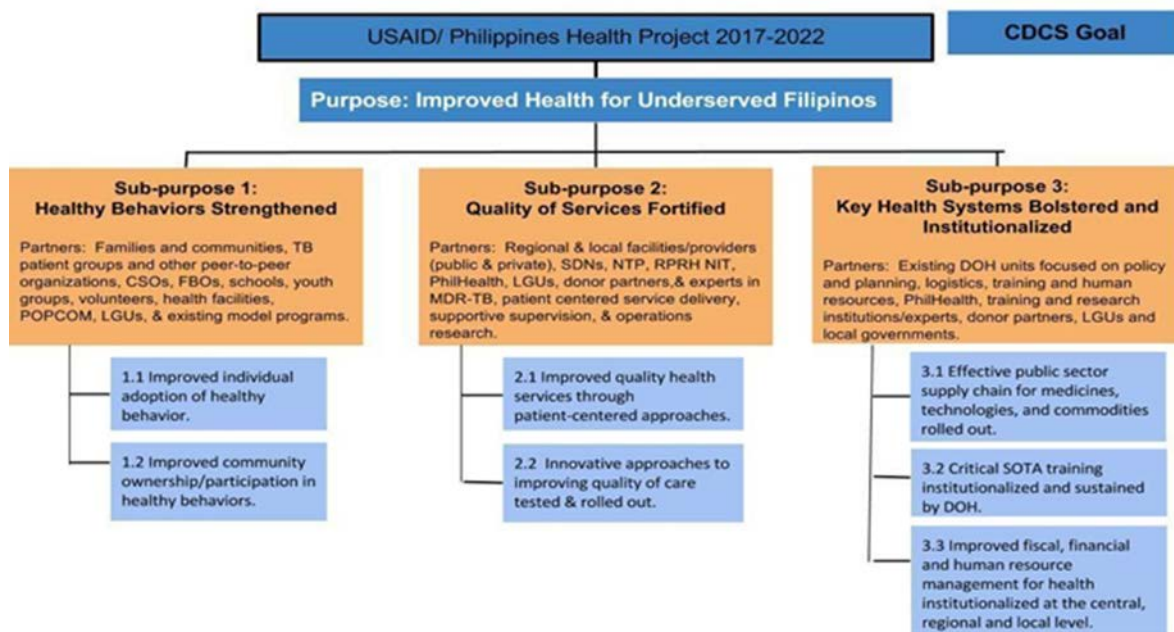 USAID/ Philippines Health Project 2017-2022
CDCS Goal
Purpose: Improved Health for Underserved Filipinos
Sub-purpose 1:
Healthy Behaviors Strengthened
Partners: Families and communities, TB
patient groups and other peer-to-peer
organizations, CSOs, FBOs, schools, youth
groups, volunteers, health facilities,
POPCOM, LGUs, & existing model programs.
1.1 Improved individual
adoption of healthy
behavior.
1.2 Improved community
ownership/participation in
healthy behaviors.
Sub-purpose 2:
Quality of Services Fortified
Partners: Regional & local facilities/providers
(public & private), SDNs, NTP, RPRH NIT,
PhilHealth, LGUs, donor partners,& experts in
MDR-TB, patient centered service delivery,
supportive supervision, & operations
research.
2.1 Improved quality health
services through
patient-centered approaches.
2.2 Innovative approaches to
improving quality of care
tested & rolled out.
Sub-purpose 3:
Key Health Systems Bolstered and
Institutionalized
Partners: Existing DOH units focused on policy
and planning, logistics, training and human
resources, PhilHealth, training and research
institutions/experts, donor partners, LGUs and
local governments.
3.1 Effective public sector
supply chain for medicines,
technologies, and commodities
rolled out.
3.2 Critical SOTA training
institutionalized and sustained
by DOH.
3.3 Improved fiscal, financial
and human resource
management for health
institutionalized at the central,
regional and local level.